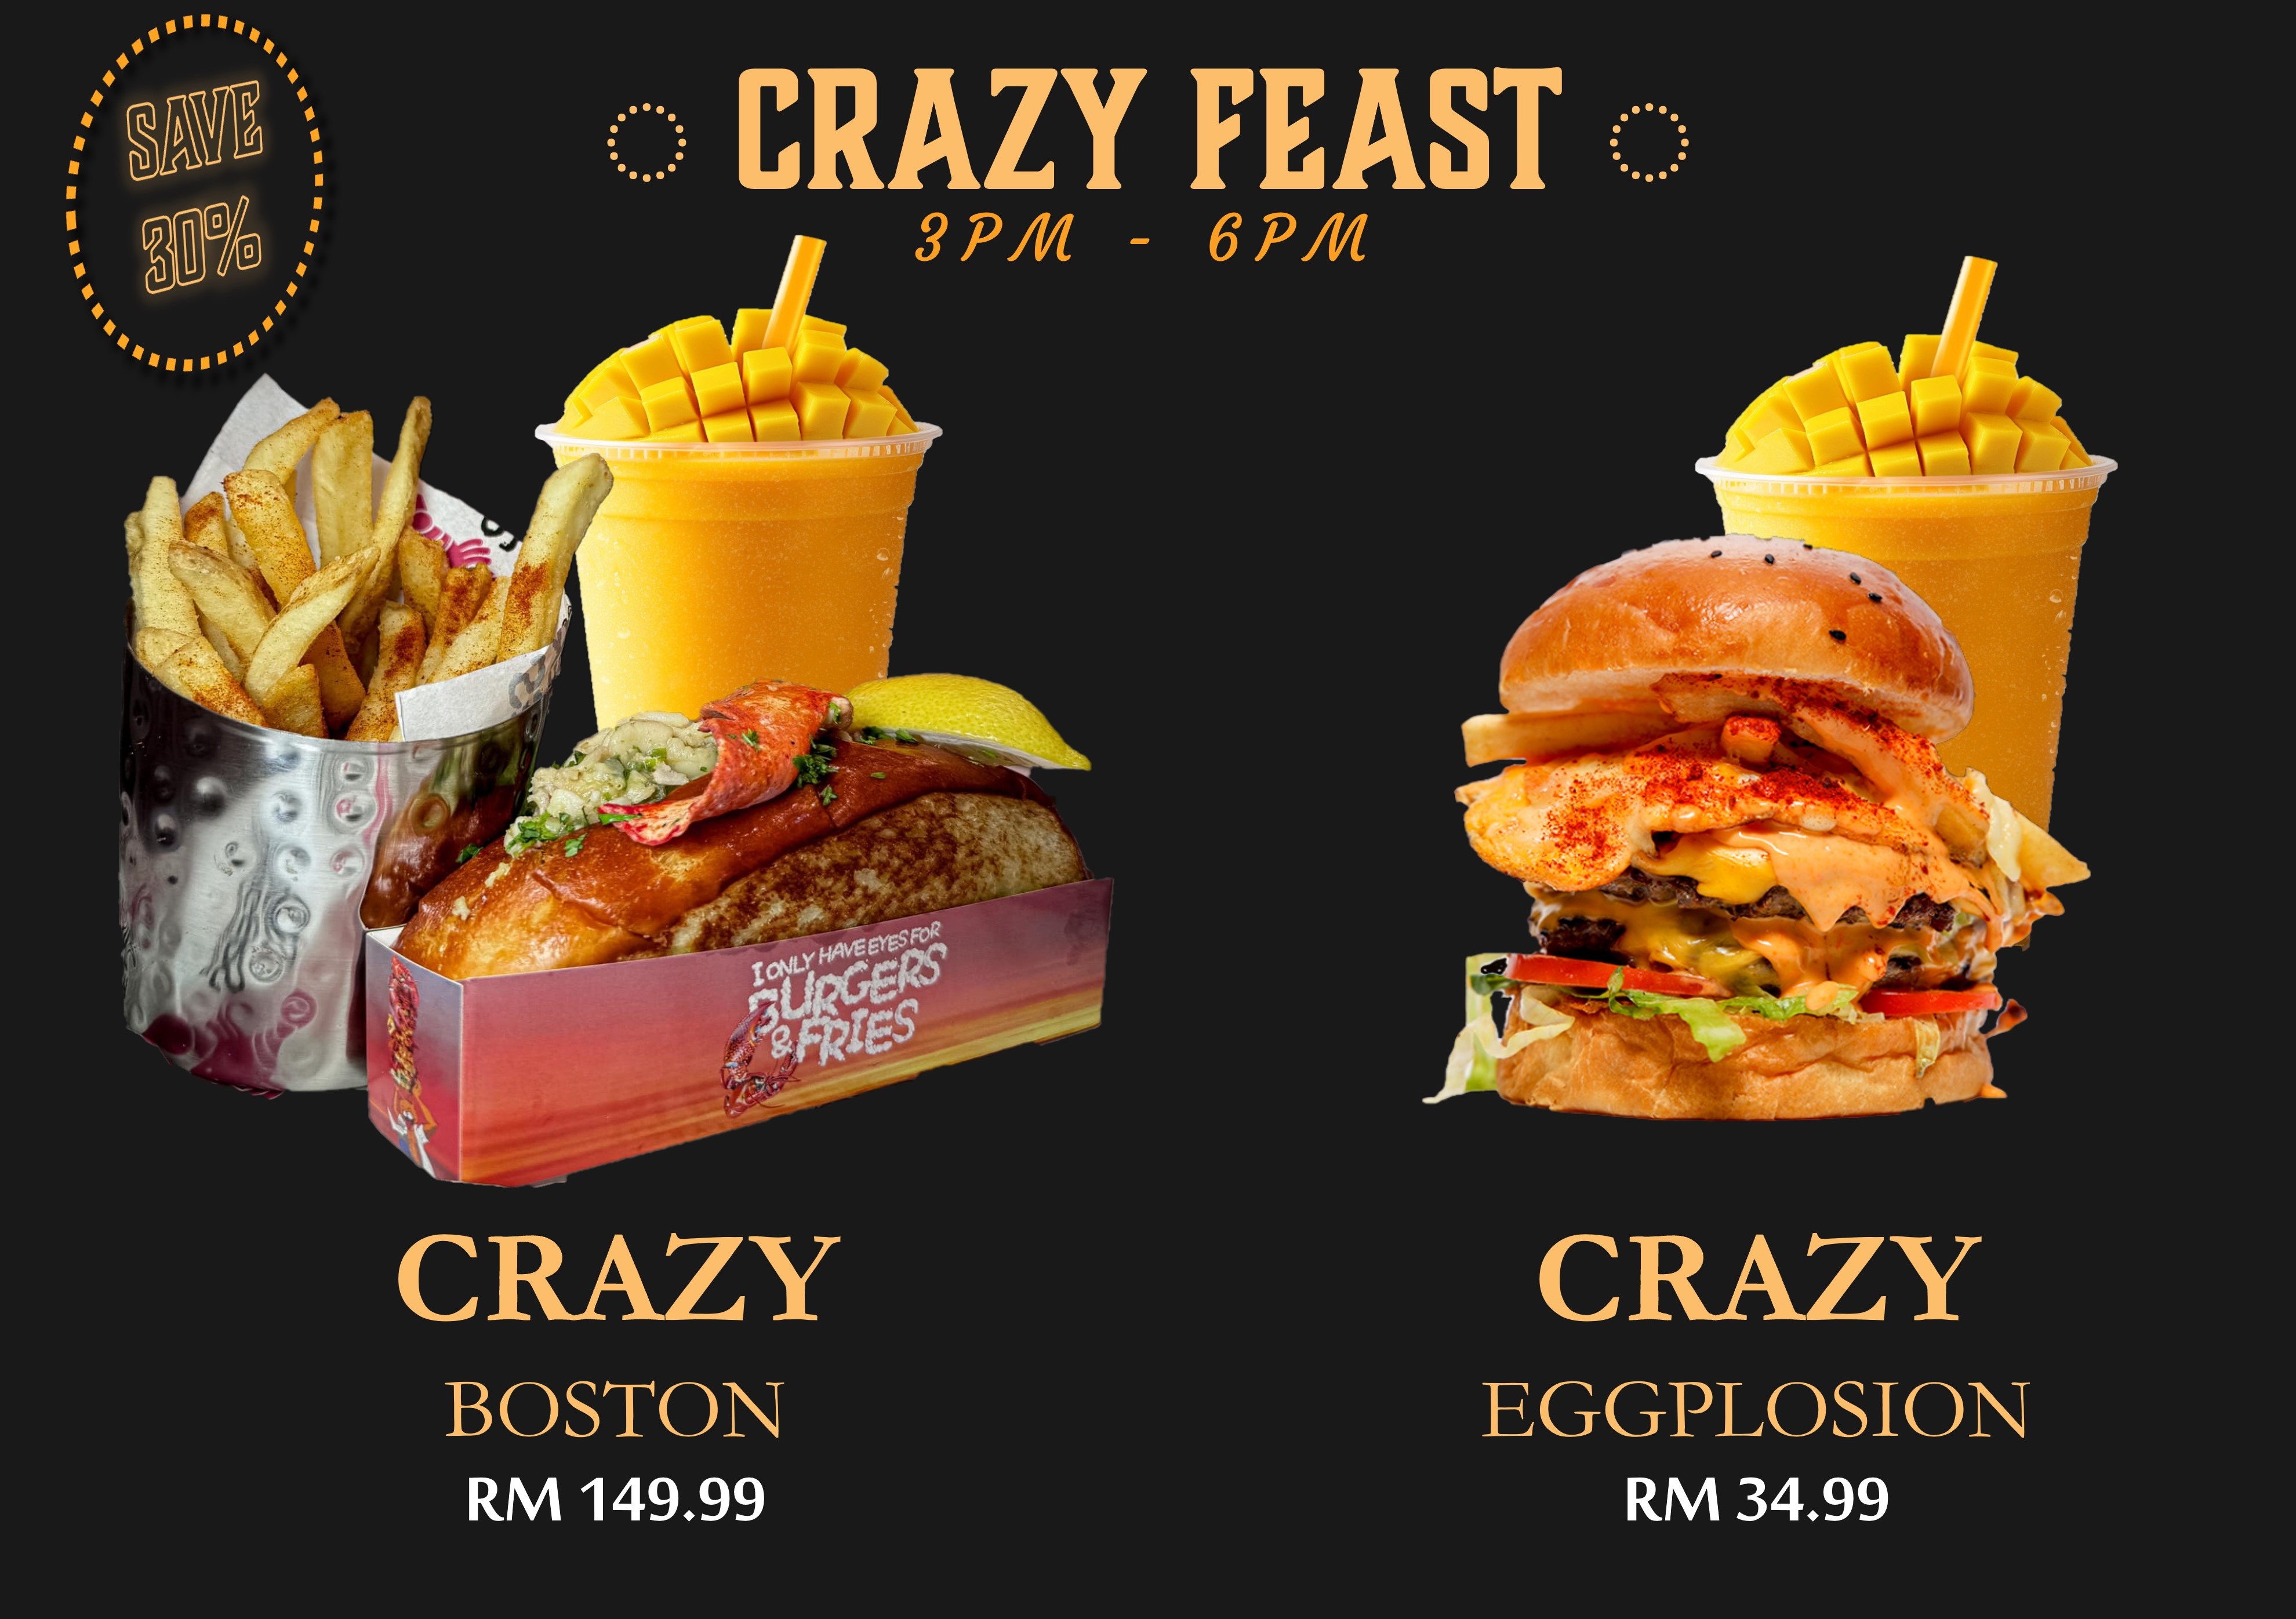 SAVE
30%
CRAZY FEAST
3PM - 6PM
I ONLY HAVE EYES FOR
BURGERS
& FRIES
CRAZY
BOSTON
RM 149.99
CRAZY
EGGPLOSION
RM 34.99